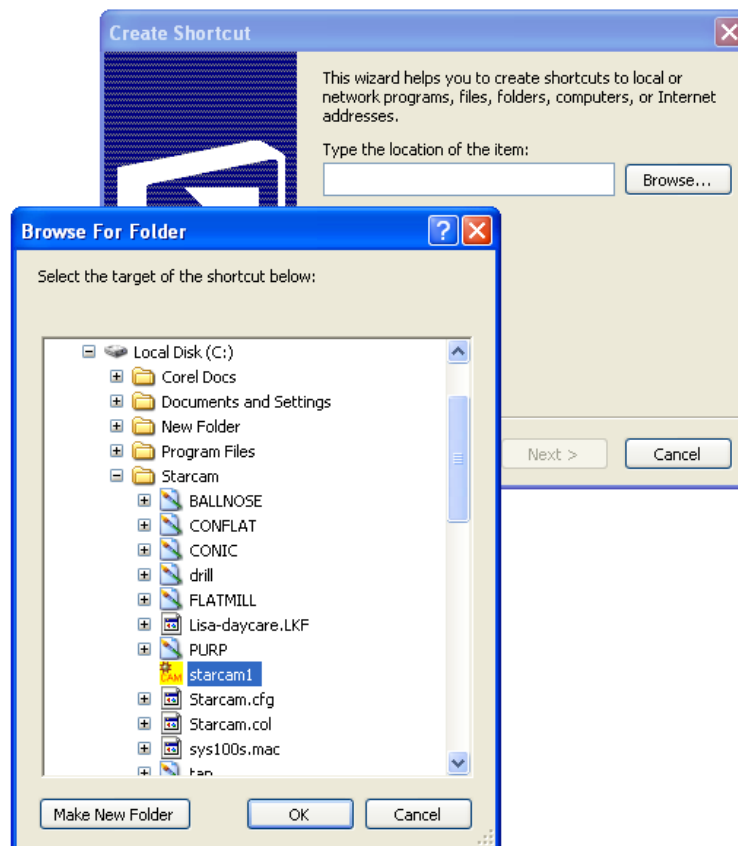 Create Shortcut
This wizard helps you to create shortcuts to local or
network programs, files, folders, computers, or Internet
addresses.
Type the location of the item:
Browse...
Next >
Cancel
Browse For Folder
Select the target of the shortcut below:
Local Disk (C:)
Corel Docs
Documents and Settings
New Folder
Program Files
Starcam
BALLNOSE
CONFLAT
CONIC
drill
FLATMILL
Lisa-daycare.LKF
PURP
CAM
starcam1
Starcam.cfg
Starcam.col
sys100s.mac
tap
Make New Folder
OK
Cancel